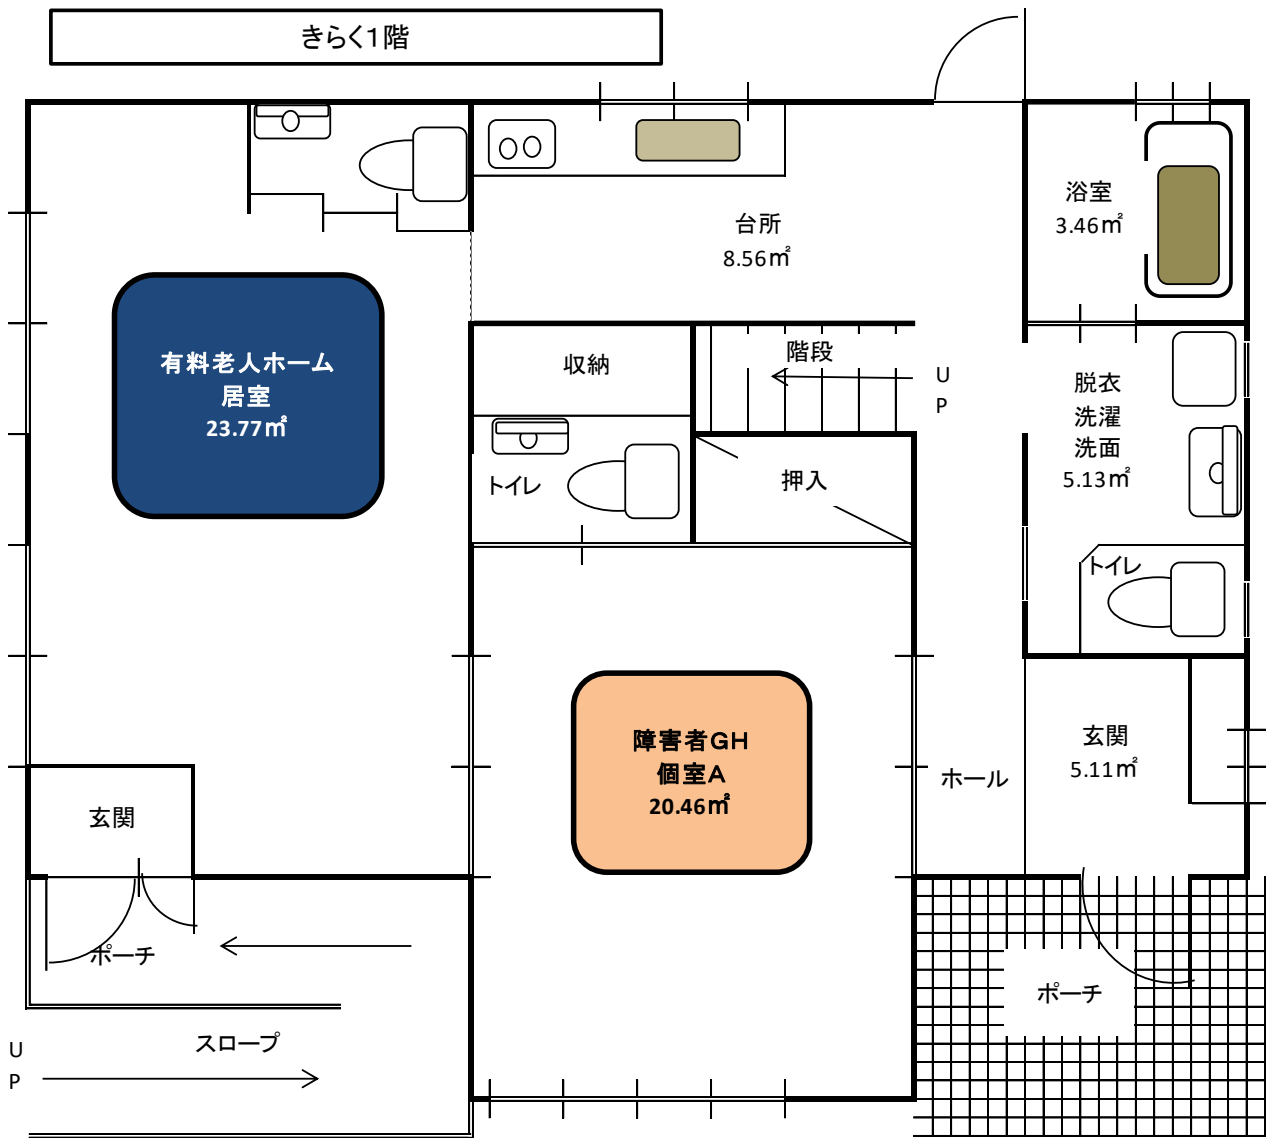 きらく1階
浴室
3.46㎡
台所
8.56㎡
有料老人ホーム
居室
23.77㎡
収納
階段
U
P
脱衣
洗濯
洗面
5.13㎡
トイレ
押入
トイレ
障害者GH
個室A
20.46㎡
玄関
5.11㎡
ホール
玄関
ポーチ
ポーチ
スロープ
U
P